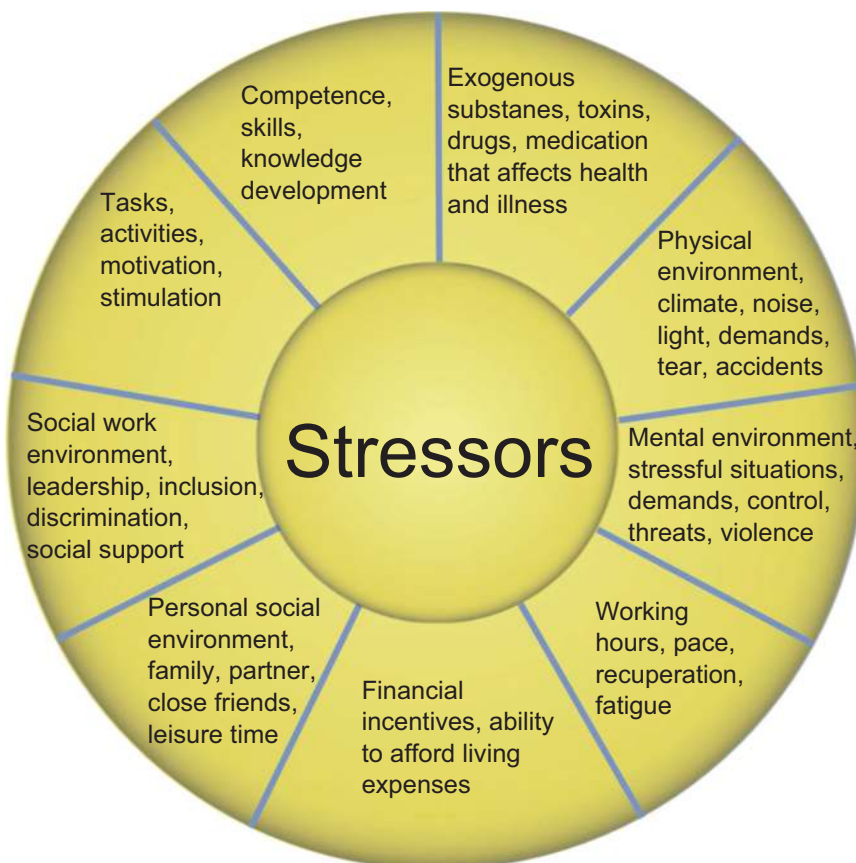 Exogenous
substanes, toxins,
drugs, medication
that affects health
and illness
Physical
environment,
climate, noise,
light, demands,
tear, accidents
Mental environment,
stressful situations,
demands, control,
threats, violence
Working
hours, pace,
recuperation,
fatigue
Financial
incentives, ability
to afford living
expenses
Personal social
environment,
family, partner,
close friends,
leisure time
Social work
environment,
leadership, inclusion,
discrimination,
social support
Tasks,
activities,
motivation,
stimulation
Competence,
skills,
knowledge
development
Stressors